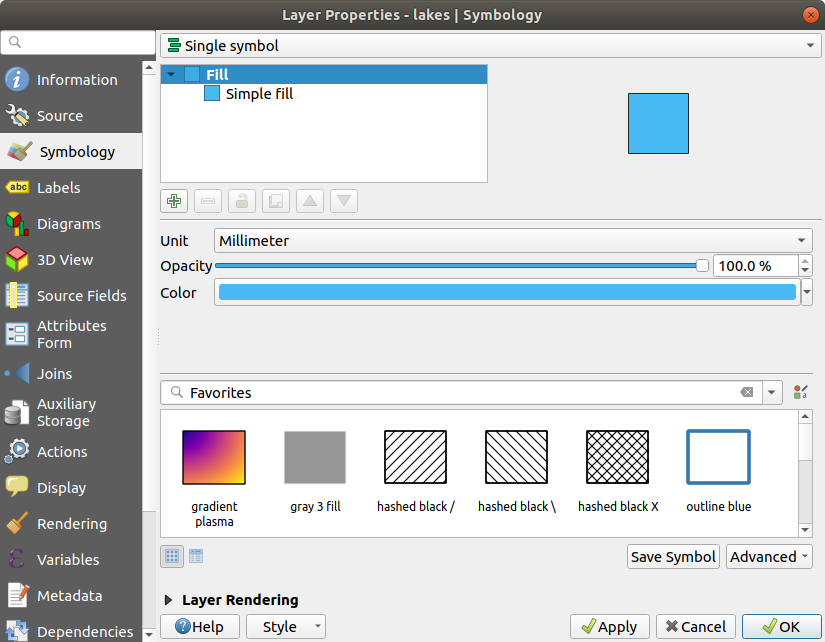 Layer Properties - lakes | Symbology
Single symbol
Information
Source
Symbology
abc Labels
Diagrams
3D View
Source Fields
Attributes
Form
Joins
Auxiliary
Storage
Actions
Display
Rendering
Variables
Metadata
Dependencies
Fill
Simple fill
Unit
Millimeter
Opacity
100.0 %
Color
Favorites
gradient
plasma
gray 3 fill
hashed black /
hashed black \
hashed black X
outline blue
Save Symbol
Advanced
Layer Rendering
Help
Style
Apply
Cancel
OK